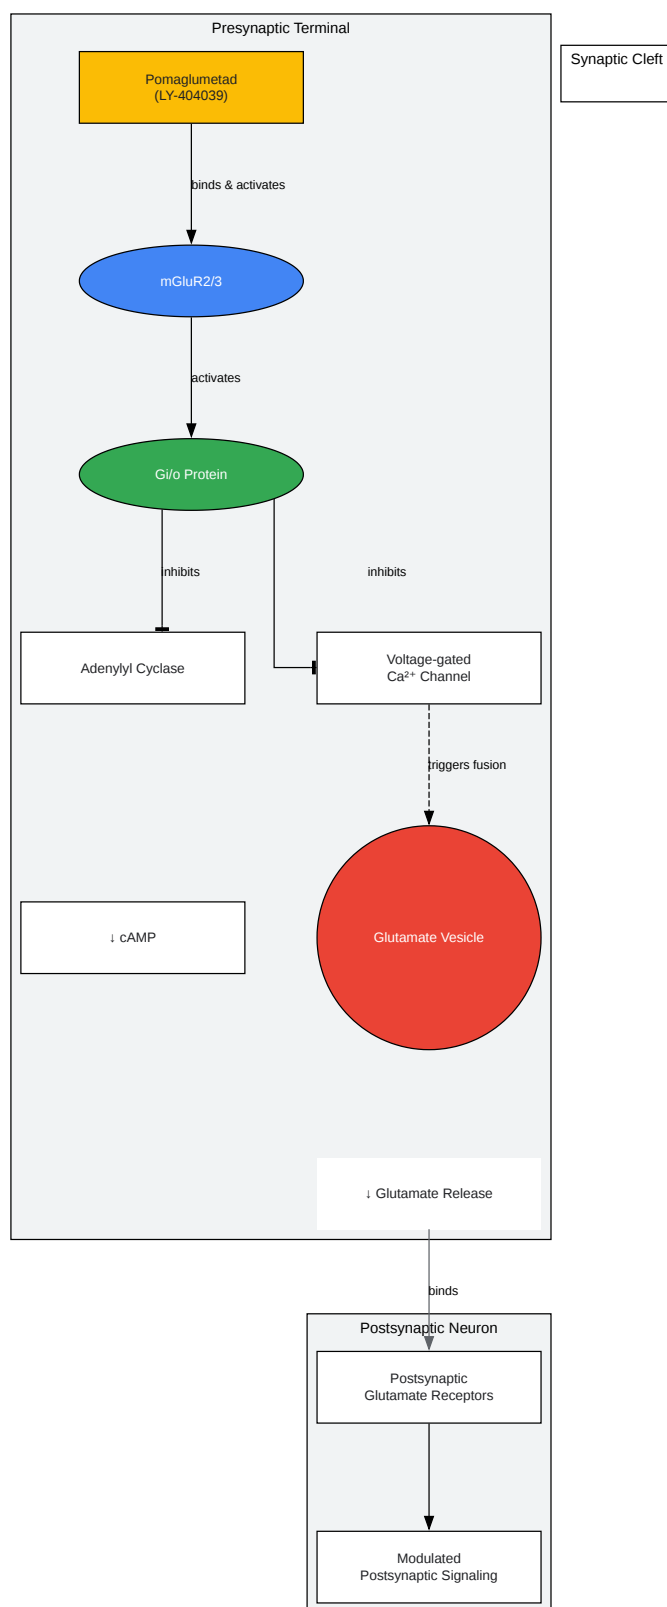 Presynaptic Terminal
Synaptic Cleft
Pomaglumetad
(LY-404039)
binds & activates
mGluR2/3
activates
Gi/o Protein
inhibits
inhibits
Adenylyl Cyclase
Voltage-gated
Ca²⁺ Channel
triggers fusion
↓ cAMP
Glutamate Vesicle
↓ Glutamate Release
binds
Postsynaptic Neuron
Postsynaptic
Glutamate Receptors
Modulated
Postsynaptic Signaling